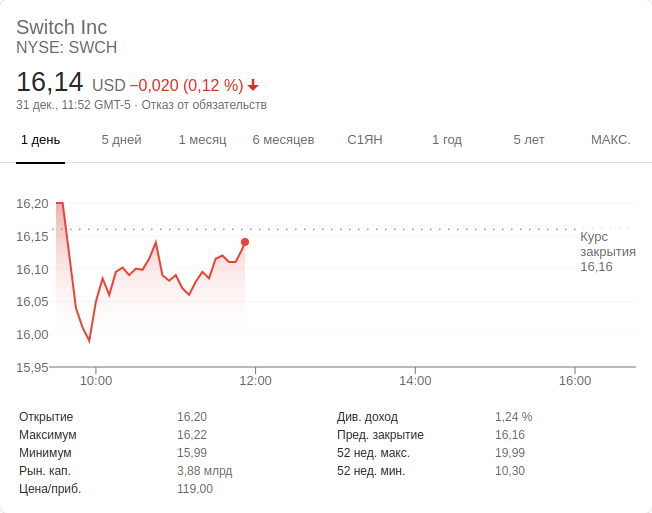 Switch Inc
NYSE: SWCH
16,14 USD −0,020 (0,12 %)
31 дек., 11:52 GMT-5 · Отказ от обязательств
1 день 5 дней 1 месяц 6 месяцев С1ЯН 1 год 5 лет МАКС.
16,20
16,15
16,10
16,05
16,00
15,95
Курс
закрытия
16,16
10:00 12:00 14:00 16:00
Открытие 16,20 Див. доход 1,24 %
Максимум 16,22 Пред. закрытие 16,16
Минимум 15,99 52 нед. макс. 19,99
Рын. кап. 3,88 млрд 52 нед. мин. 10,30
Цена/приб. 119,00